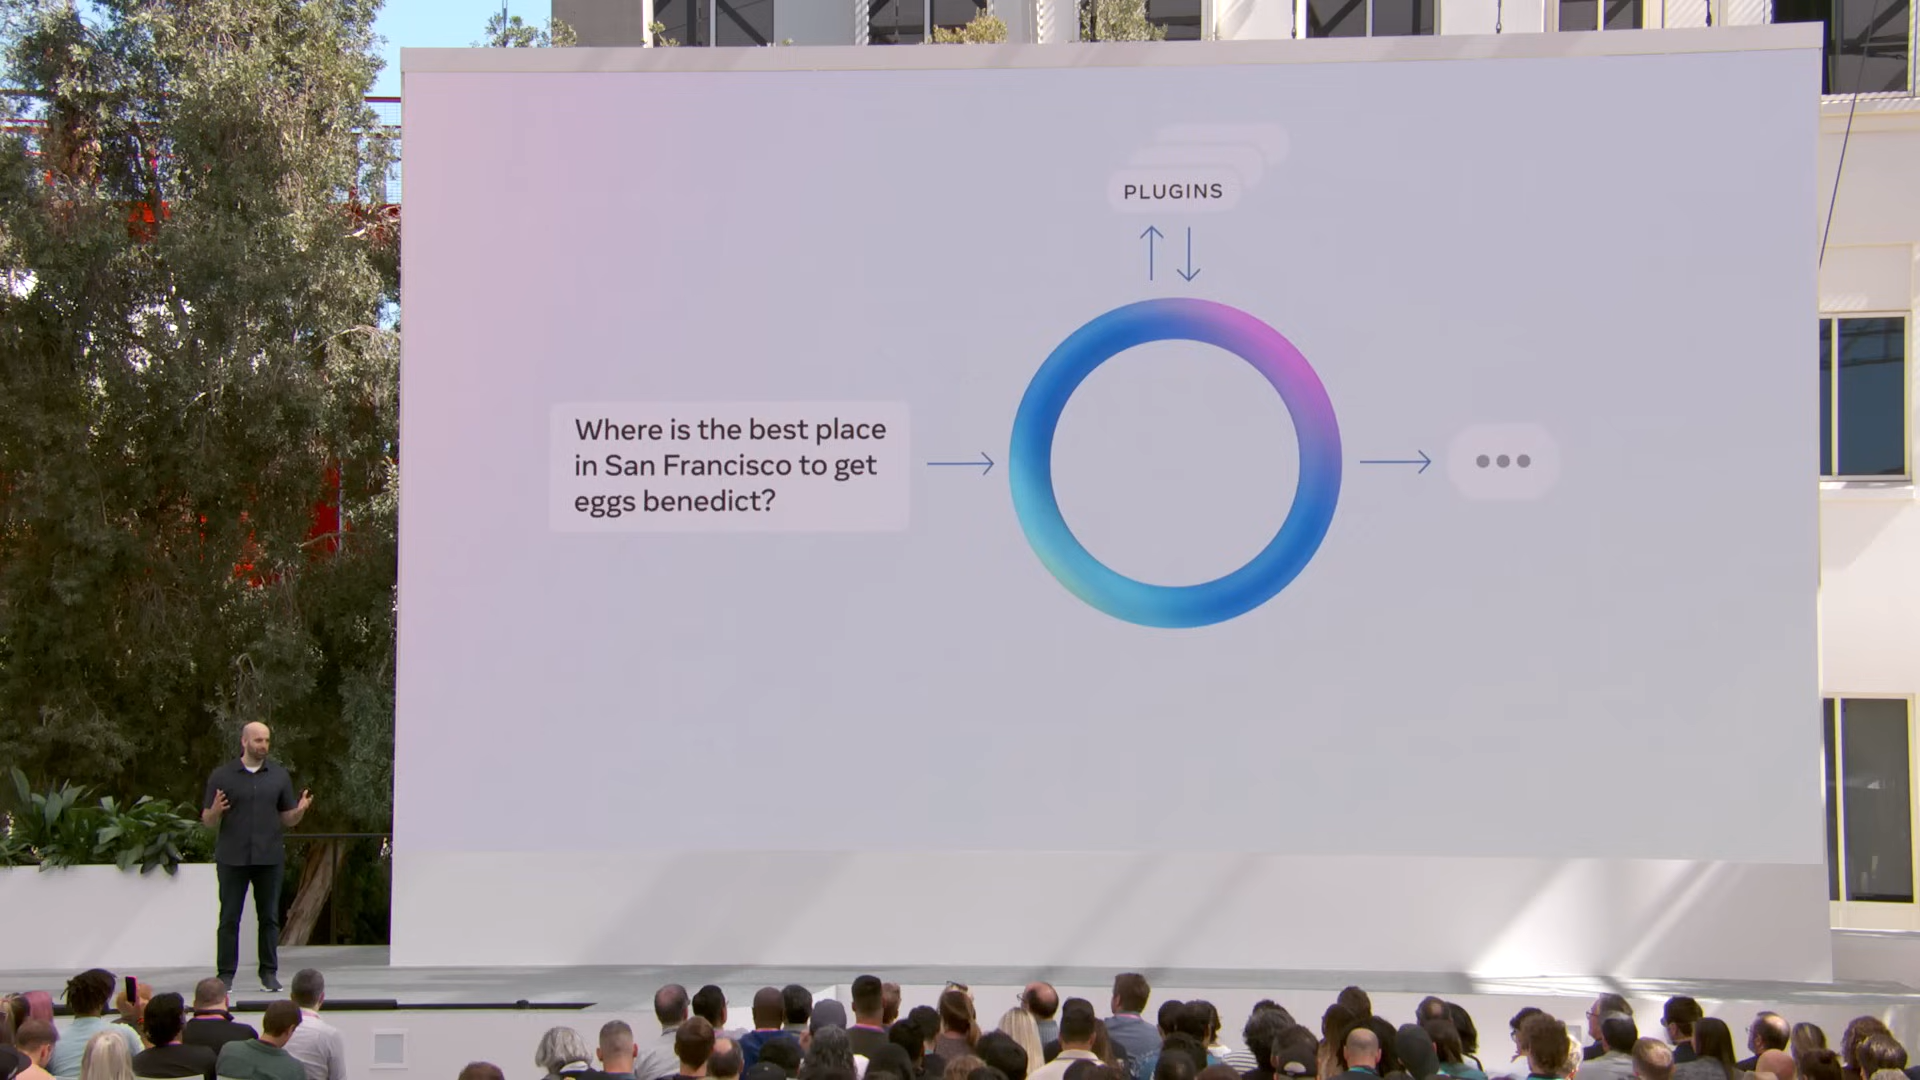 PLUGINS
Where is the best place
in San Francisco to get
eggs benedict?